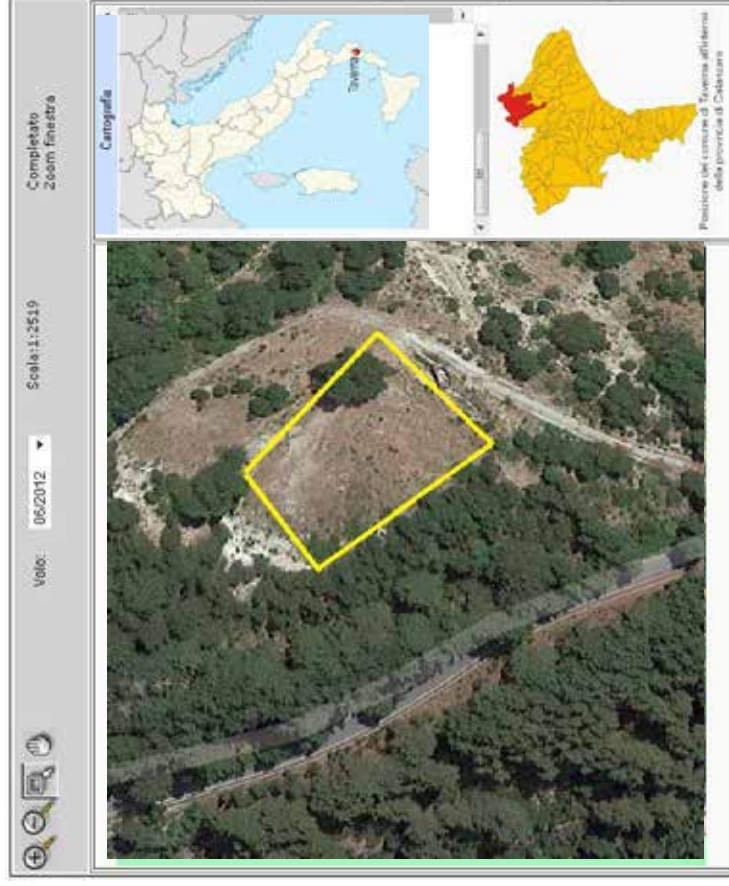 Volo: 06/2012 Scala:1:2519 Completato
Zoom finestra
Cartografia
Taverna
Posizione del comune di Taverna all'interno
della provincia di Catanzaro